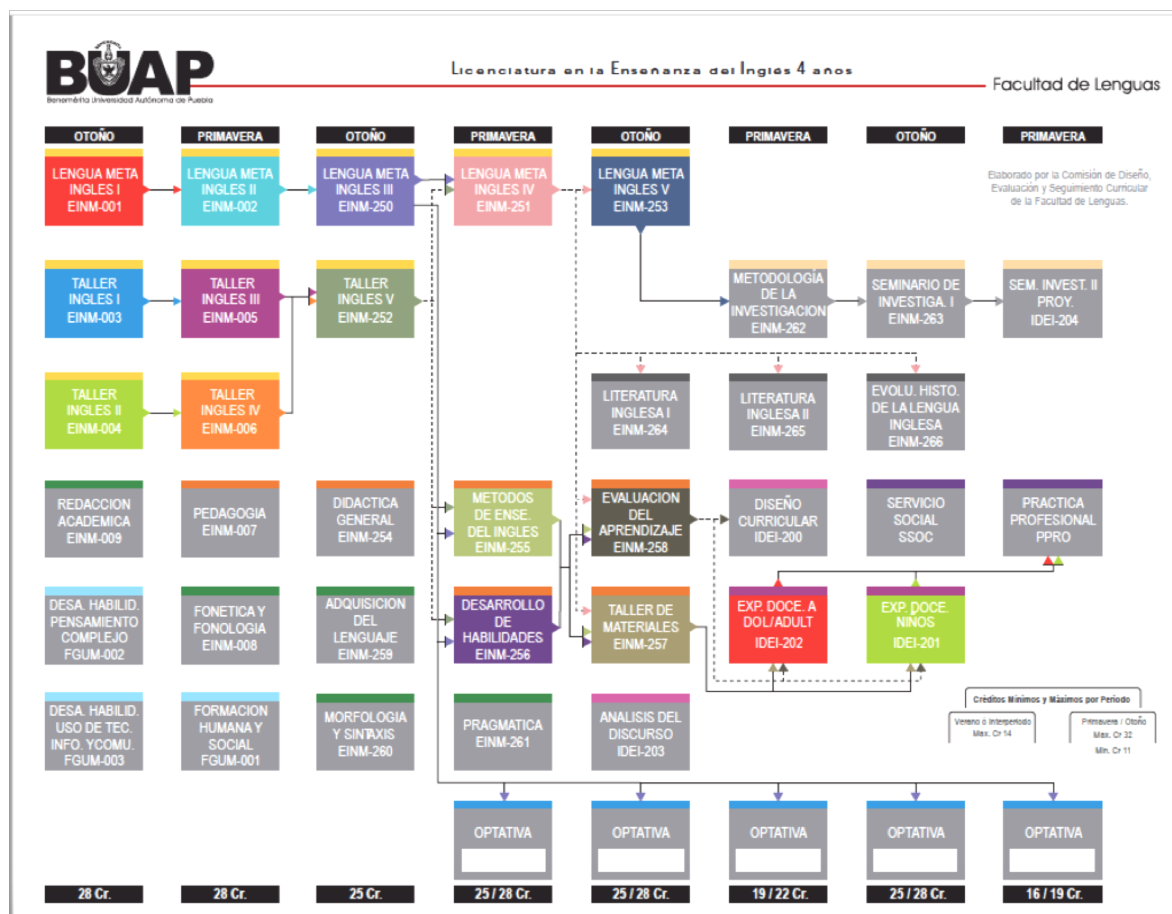 BUAP
Benemérita Universidad Autónoma de Puebla
Licenciatura en la Enseñanza del Inglés 4 años
Facultad de Lenguas
OTOÑO
PRIMAVERA
OTOÑO
PRIMAVERA
OTOÑO
PRIMAVERA
OTOÑO
PRIMAVERA
LENGUA META
INGLES I
EINM-001
LENGUA META
INGLES II
EINM-002
LENGUA META
INGLES III
EINM-250
LENGUA META
INGLES IV
EINM-251
LENGUA META
INGLES V
EINM-253
Elaborado por la Comisión de Diseño,
Evaluación y Seguimiento Curricular
de la Facultad de Lenguas.
TALLER
INGLES I
EINM-003
TALLER
INGLES III
EINM-005
TALLER
INGLES V
EINM-252
METODOLOGÍA
DE LA
INVESTIGACION
EINM-262
SEMINARIO DE
INVESTIGA. I
EINM-263
SEM. INVEST. II
PROY.
IDEI-204
TALLER
INGLES II
EINM-004
TALLER
INGLES IV
EINM-006
LITERATURA
INGLESA I
EINM-264
LITERATURA
INGLESA II
EINM-265
EVOLU. HISTO.
DE LA LENGUA
INGLESA
EINM-266
REDACCION
ACADEMICA
EINM-009
PEDAGOGIA
EINM-007
DIDACTICA
GENERAL
EINM-254
METODOS
DE ENSE.
DEL INGLES
EINM-255
EVALUACION
DEL
APRENDIZAJE
EINM-258
DISEÑO
CURRICULAR
IDEI-200
SERVICIO
SOCIAL
SSOC
PRACTICA
PROFESIONAL
PPRO
DESA. HABILID.
PENSAMIENTO
COMPLEJO
FGUM-002
FONETICA Y
FONOLOGIA
EINM-008
ADQUISICION
DEL
LENGUAJE
EINM-259
DESARROLLO
DE
HABILIDADES
EINM-256
TALLER DE
MATERIALES
EINM-257
EXP. DOCE. A
DOL/ADULT
IDEI-202
EXP. DOCE.
NIÑOS
IDEI-201
DESA. HABILID.
USO DE TEC.
INFO. YCOMU.
FGUM-003
FORMACION
HUMANA Y
SOCIAL
FGUM-001
MORFOLOGIA
Y SINTAXIS
EINM-260
PRAGMATICA
EINM-261
ANALISIS DEL
DISCURSO
IDEI-203
Créditos Mínimos y Máximos por Período
Verano ó Interperiodo
Max. Cr 14
Primavera / Otoño
Max. Cr 32
Min. Cr 11
OPTATIVA
OPTATIVA
OPTATIVA
OPTATIVA
OPTATIVA
28 Cr.
28 Cr.
25 Cr.
25 / 28 Cr.
25 / 28 Cr.
19 / 22 Cr.
25 / 28 Cr.
16 / 19 Cr.